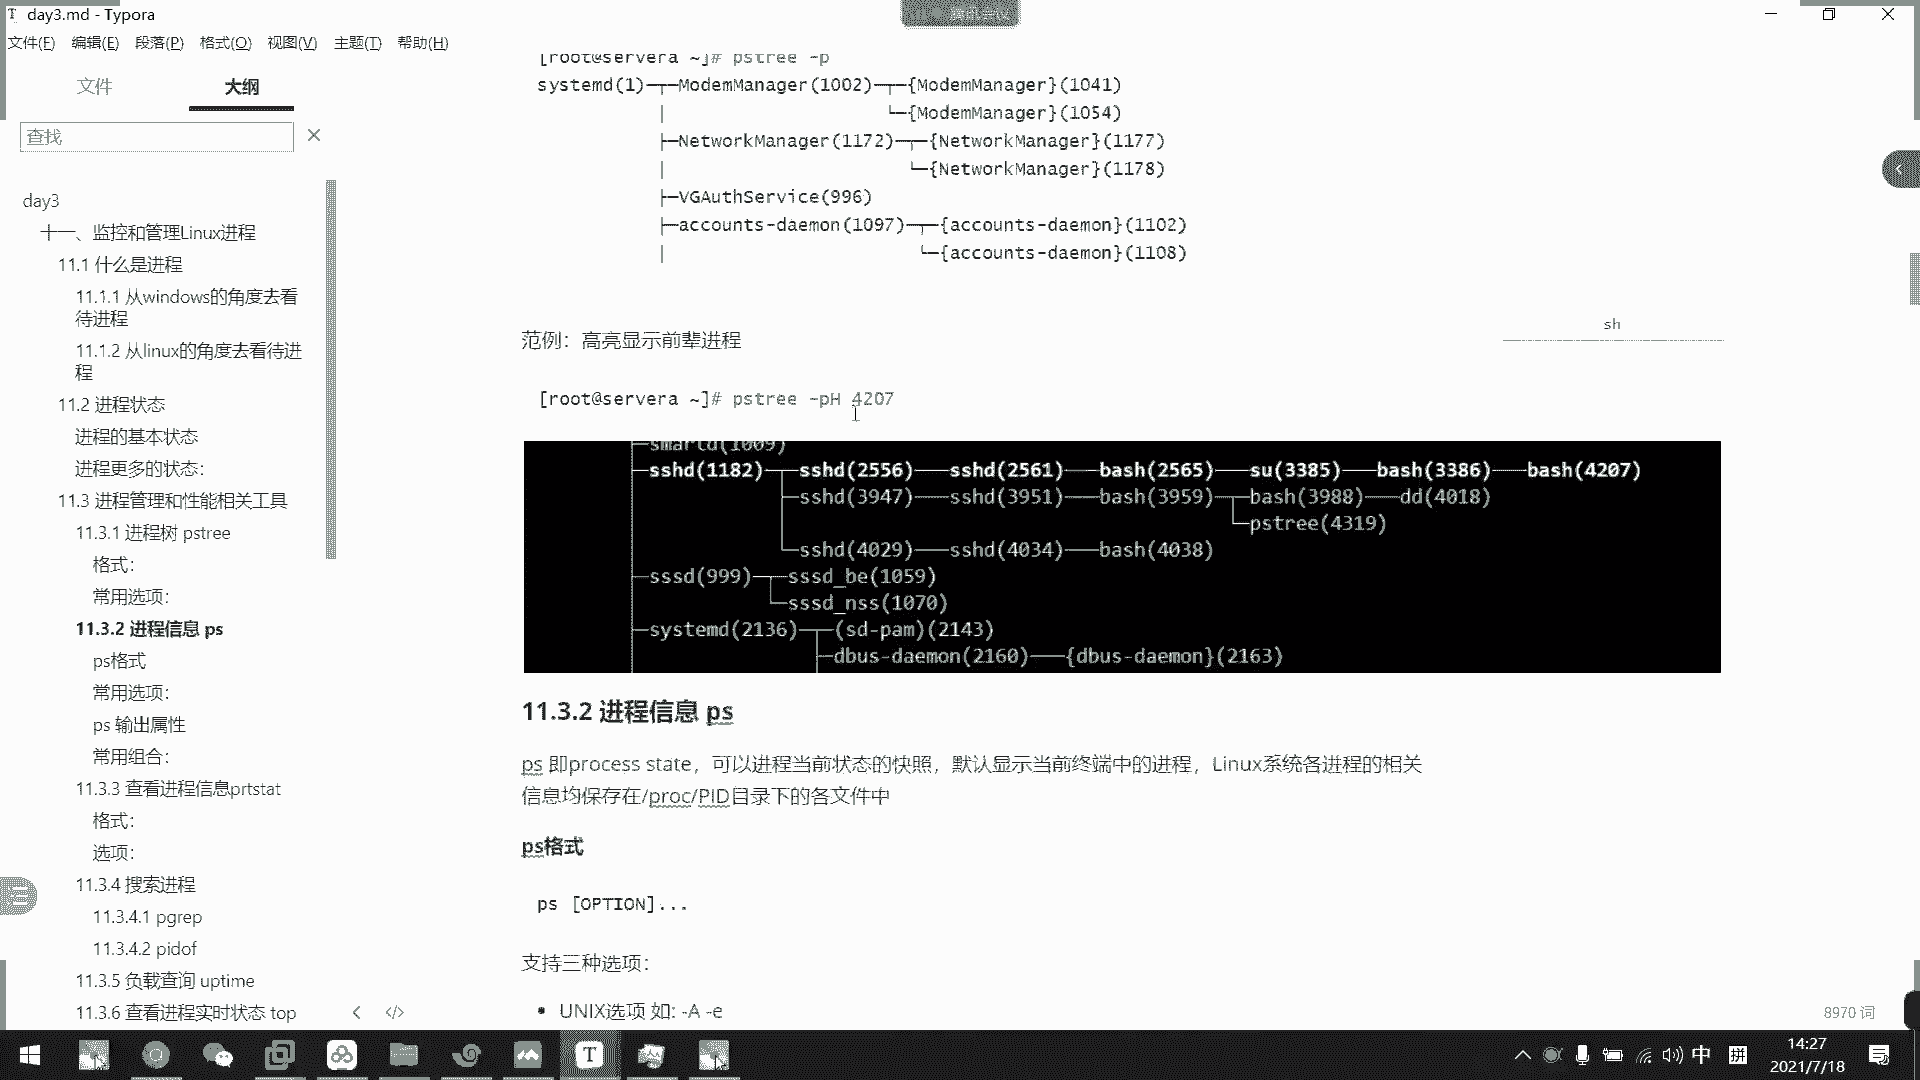 day3.md - Typora
文件(F) 编辑(E) 段落(P) 格式(O) 视图(V) 主题(T) 帮助(H)
文件 大纲
查找
day3
十一、监控和管理Linux进程
11.1 什么是进程
11.1.1 从windows的角度去看
待进程
11.1.2 从linux的角度去看待进
程
11.2 进程状态
进程的基本状态
进程更多的状态：
11.3 进程管理和性能相关工具
11.3.1 进程树 pstree
格式：
常用选项：
11.3.2 进程信息 ps
ps格式
常用选项：
ps 输出属性
常用组合：
11.3.3 查看进程信息prtstat
格式：
选项：
11.3.4 搜索进程
11.3.4.1 pgrep
11.3.4.2 pidof
11.3.5 负载查询 uptime
11.3.6 查看进程实时状态 top
[root@servera ~]# pstree -p
systemd(1)─┬─ModemManager(1002)─┬─{ModemManager}(1041)
│ └─{ModemManager}(1054)
├─NetworkManager(1172)─┬─{NetworkManager}(1177)
│ └─{NetworkManager}(1178)
├─VGAuthService(996)
├─accounts-daemon(1097)─┬─{accounts-daemon}(1102)
│ └─{accounts-daemon}(1108)
sh
范例：高亮显示前辈进程
[root@servera ~]# pstree -pH 4207
├─smartd(1009)
├─sshd(1182)─┬─sshd(2556)───sshd(2561)───bash(2565)───su(3385)───bash(3386)───bash(4207)
│ ├─sshd(3947)───sshd(3951)───bash(3959)─┬─bash(3988)───dd(4018)
│ │ └─pstree(4319)
│ └─sshd(4029)───sshd(4034)───bash(4038)
├─sssd(999)─┬─sssd_be(1059)
│ └─sssd_nss(1070)
├─systemd(2136)─┬─(sd-pam)(2143)
│ ├─dbus-daemon(2160)───{dbus-daemon}(2163)
11.3.2 进程信息 ps
ps 即process state，可以进程当前状态的快照，默认显示当前终端中的进程，Linux系统各进程的相关
信息均保存在/proc/PID目录下的各文件中
ps格式
ps [OPTION]...
支持三种选项：
• UNIX选项 如: -A -e
8970 词
中 拼
14:27
2021/7/18